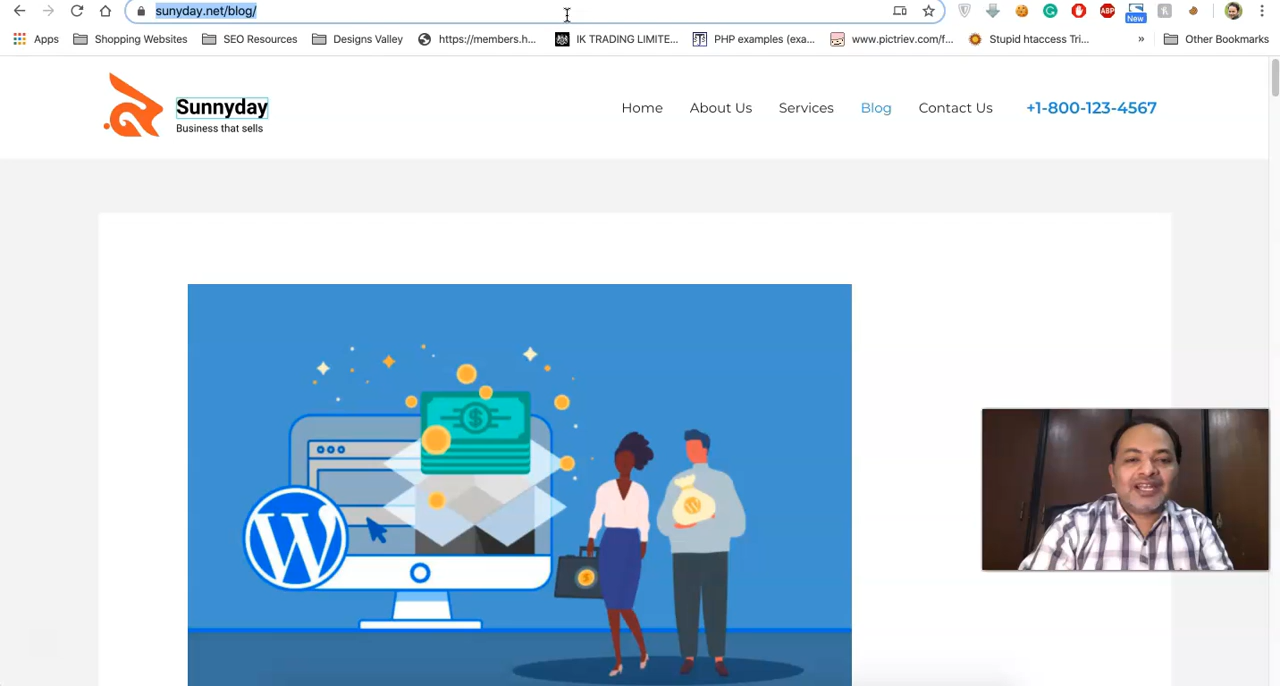 sunyday.net/blog/
New
Apps Shopping Websites SEO Resources Designs Valley https://members.h... IK TRADING LIMITE... PHP examples (exa... www.pictriev.com/f... Stupid htaccess Tri... » Other Bookmarks
Sunnyday
Business that sells
Home About Us Services Blog Contact Us +1-800-123-4567